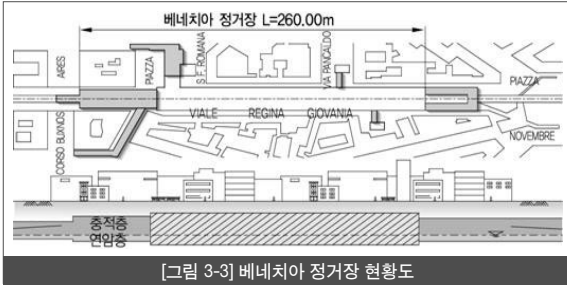 베네치아 정거장 L=260.00m
ARES
PIAZZA
S.F. ROMANA
VIA PANCALDO
PIAZZA
VIALE REGINA GIOVANIA
NOVEMBRE
CORSO BUXNOS
충적층
연암층
[그림 3-3] 베네치아 정거장 현황도